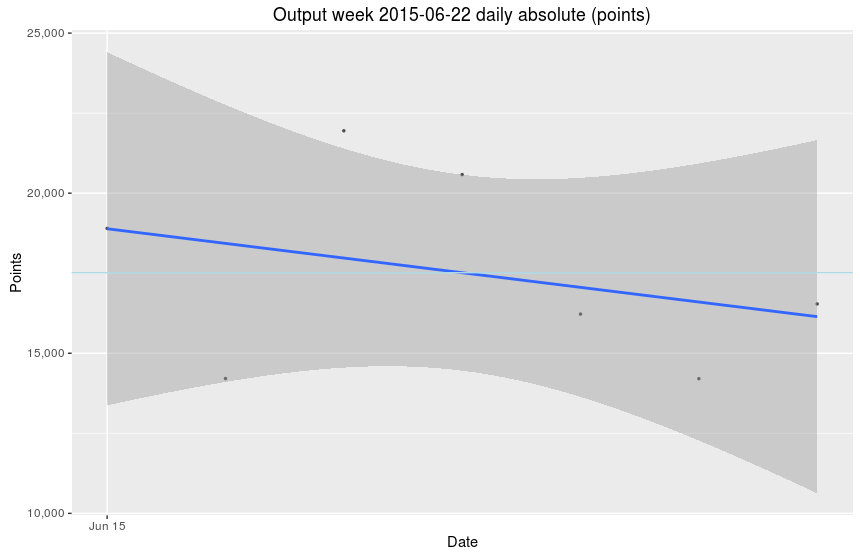 Output week 2015-06-22 daily absolute (points)
25,000
20,000
15,000
10,000
Points
Jun 15
Date